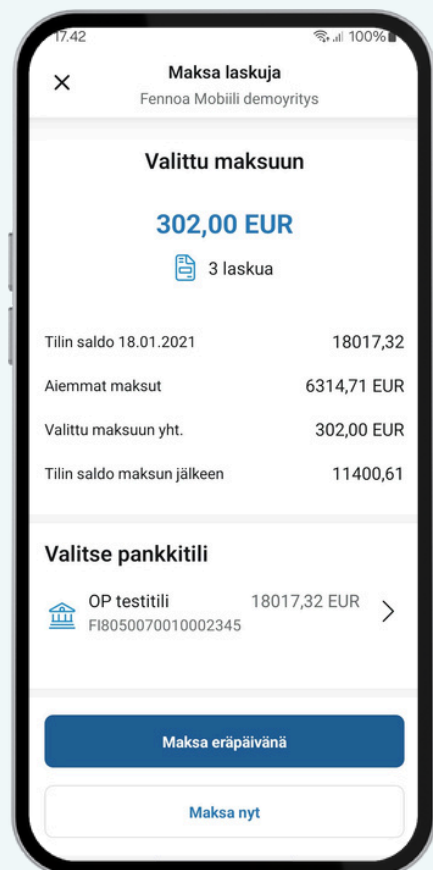 17.42 100%
Maksa laskuja
Fennoa Mobiili demoyritys
Valittu maksuun
302,00 EUR
3 laskua
Tilin saldo 18.01.2021 18017,32
Aiemmat maksut 6314,71 EUR
Valittu maksuun yht. 302,00 EUR
Tilin saldo maksun jälkeen 11400,61
Valitse pankkitili
OP testitili 18017,32 EUR
FI8050070010002345
Maksa eräpäivänä
Maksa nyt